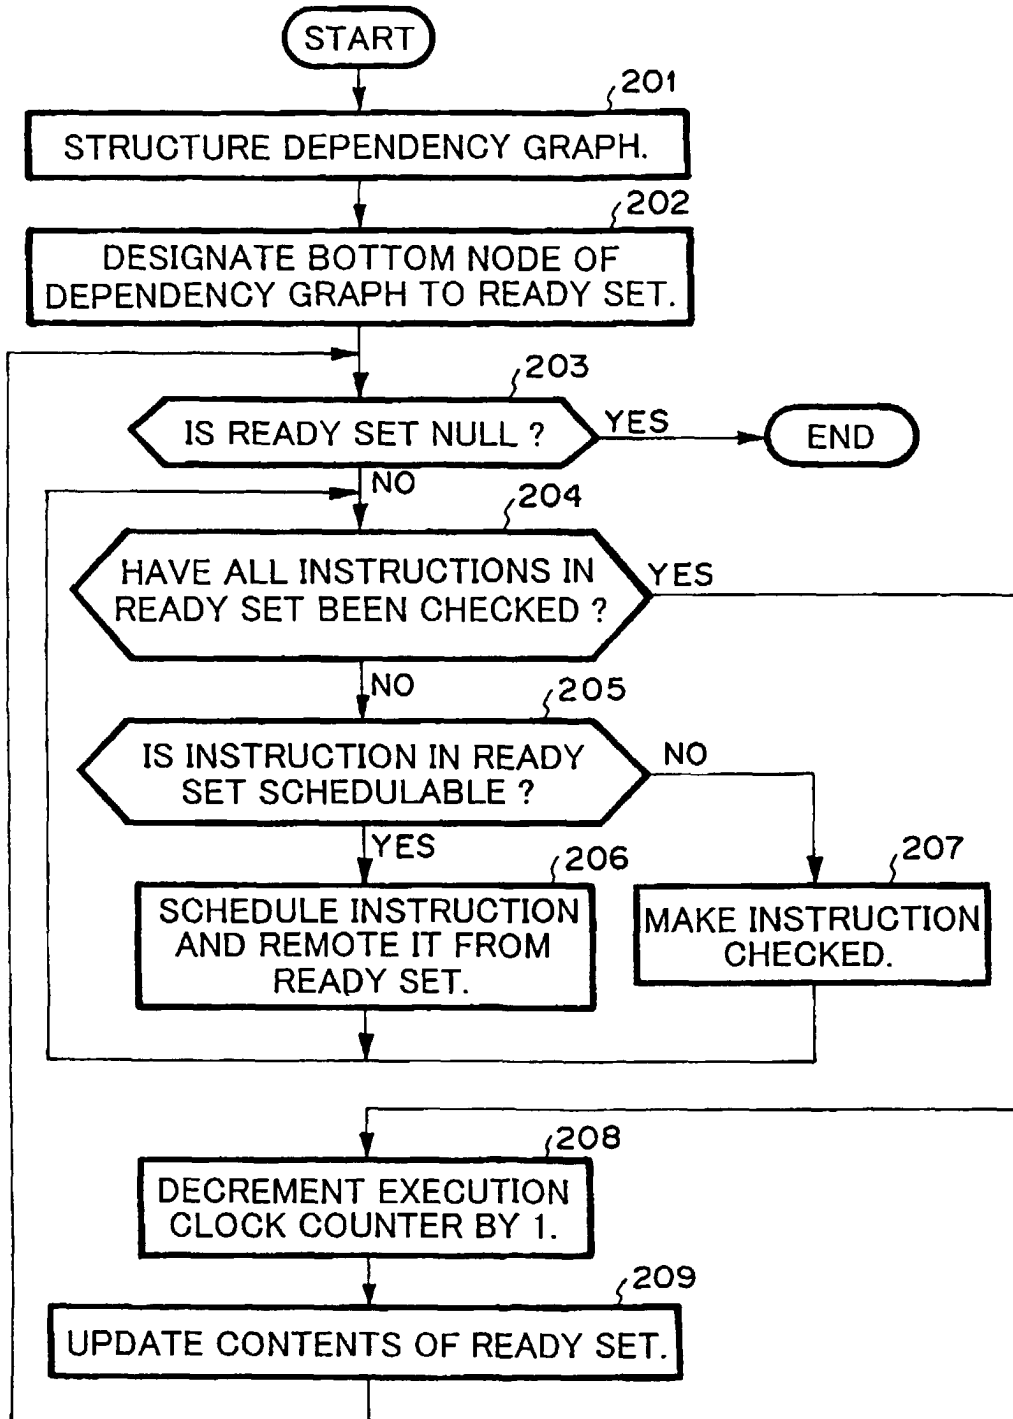 START
201
STRUCTURE DEPENDENCY GRAPH.
202
DESIGNATE BOTTOM NODE OF
DEPENDENCY GRAPH TO READY SET.
203
IS READY SET NULL ?
YES
END
NO
204
HAVE ALL INSTRUCTIONS IN
READY SET BEEN CHECKED ?
YES
NO
205
IS INSTRUCTION IN READY
SET SCHEDULABLE ?
NO
YES
206
SCHEDULE INSTRUCTION
AND REMOTE IT FROM
READY SET.
207
MAKE INSTRUCTION
CHECKED.
208
DECREMENT EXECUTION
CLOCK COUNTER BY 1.
209
UPDATE CONTENTS OF READY SET.